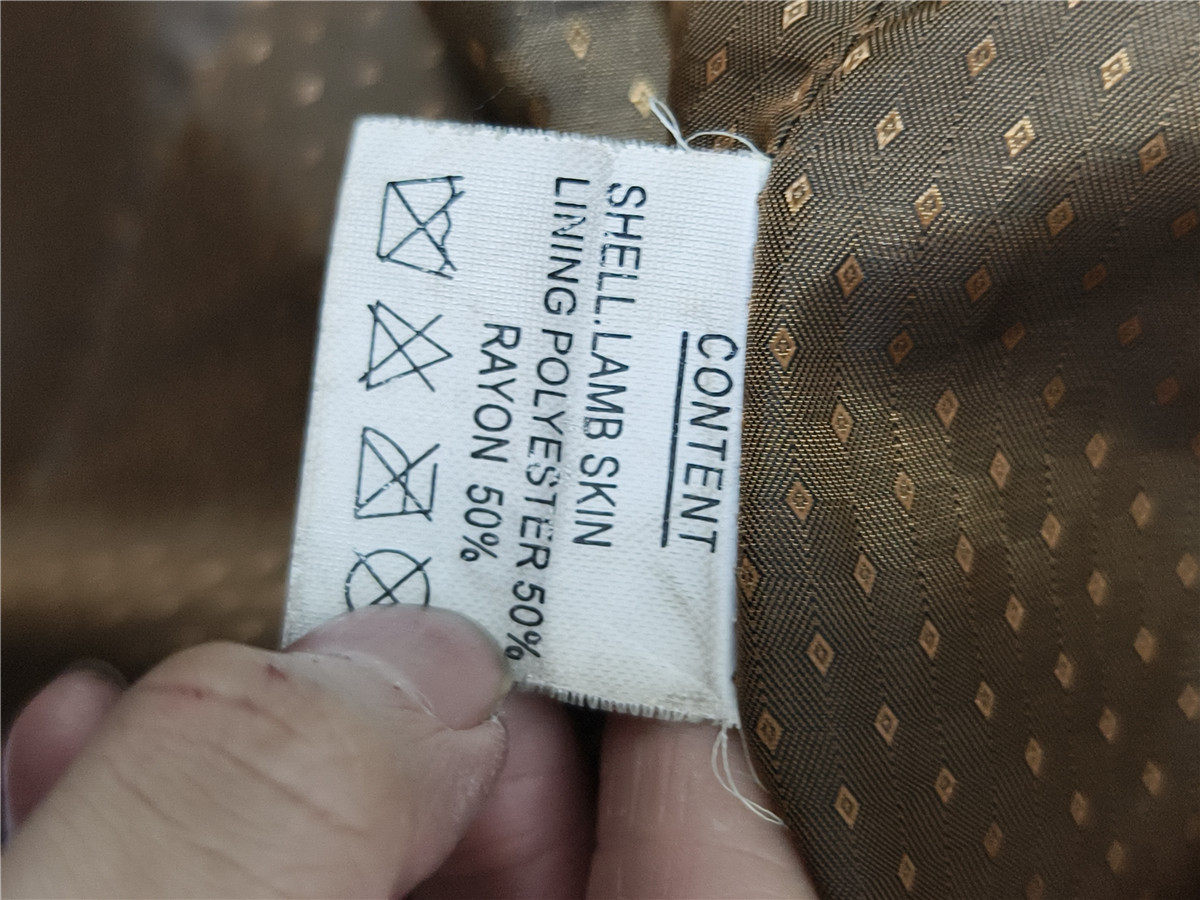 CONTENT
SHELL.LAMB SKIN
LINING POLYESTER 50%
RAYON 50%